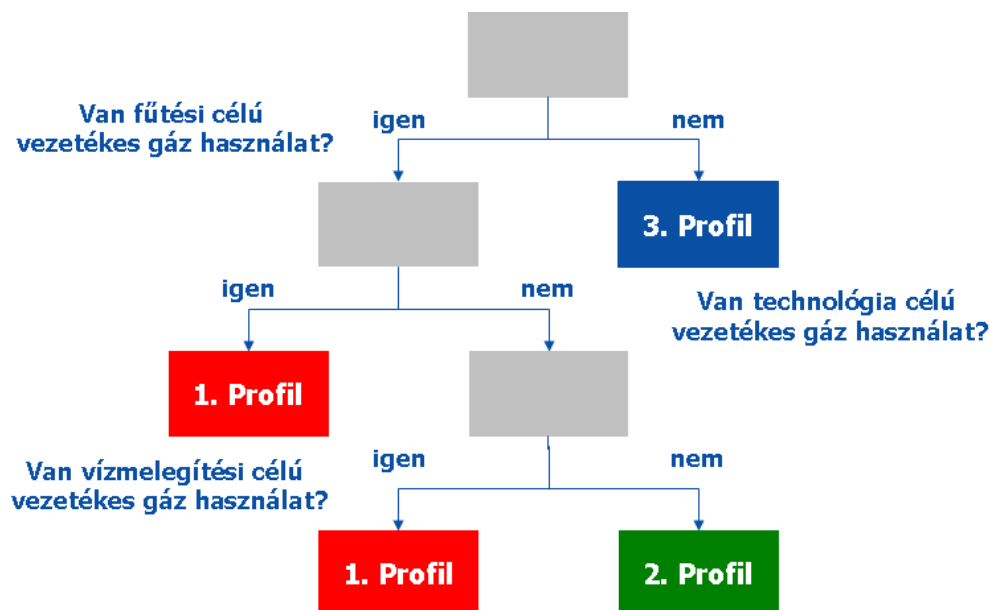 Van fűtési célú
vezetékes gáz használat?
igen
nem
3. Profil
igen
nem
Van technológia célú
vezetékes gáz használat?
1. Profil
Van vízmelegítési célú
vezetékes gáz használat?
igen
nem
1. Profil
2. Profil